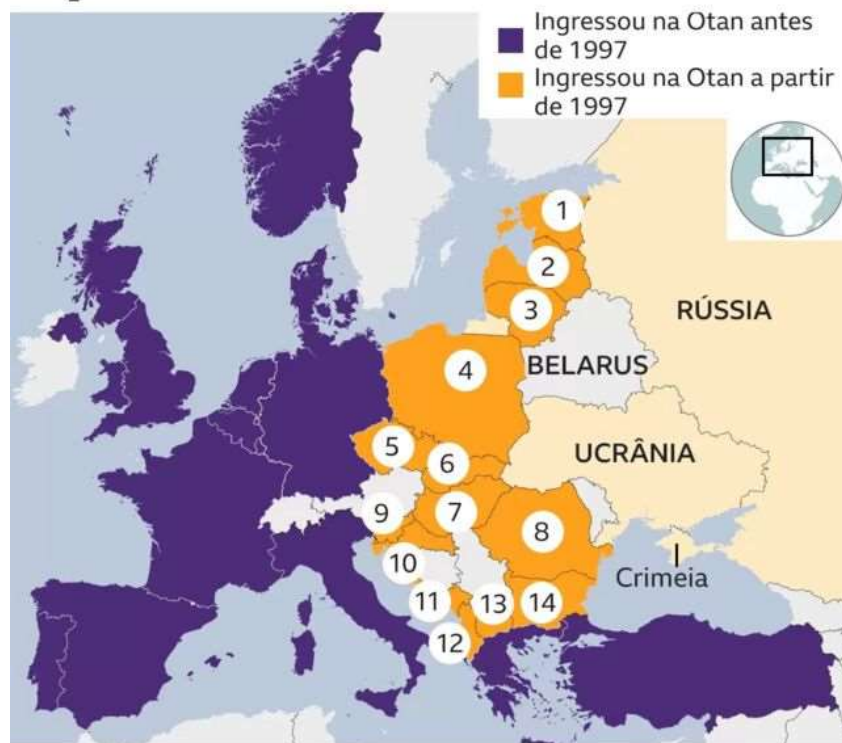 Ingressou na Otan antes
de 1997
Ingressou na Otan a partir
de 1997
1
2
3
RÚSSIA
BELARUS
4
UCRÂNIA
5
6
7
8
9
10
Crimeia
11
13
14
12